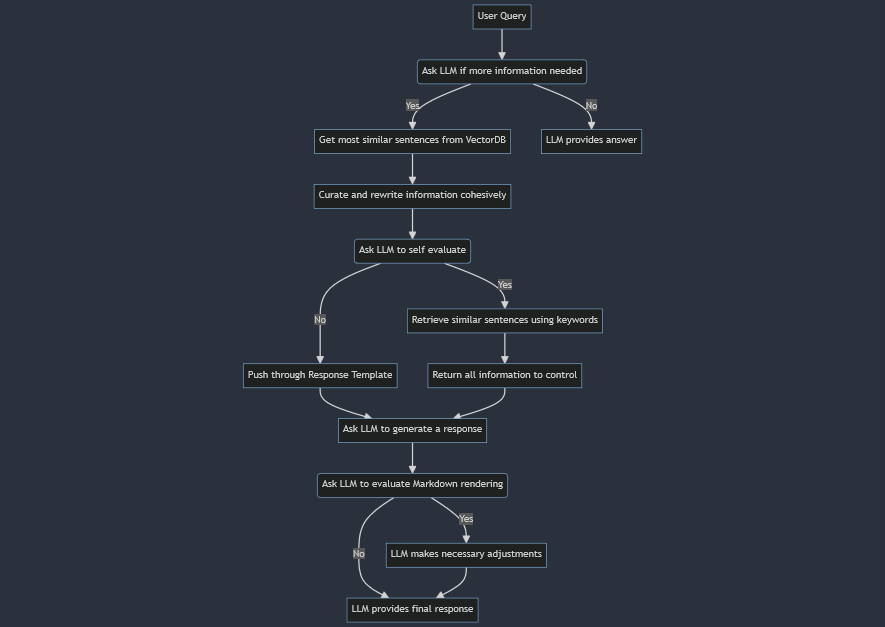 User Query
Ask LLM if more information needed
Yes
No
Get most similar sentences from VectorDB
LLM provides answer
Curate and rewrite information cohesively
Ask LLM to self evaluate
Yes
No
Retrieve similar sentences using keywords
Push through Response Template
Return all information to control
Ask LLM to generate a response
Ask LLM to evaluate Markdown rendering
Yes
No
LLM makes necessary adjustments
LLM provides final response